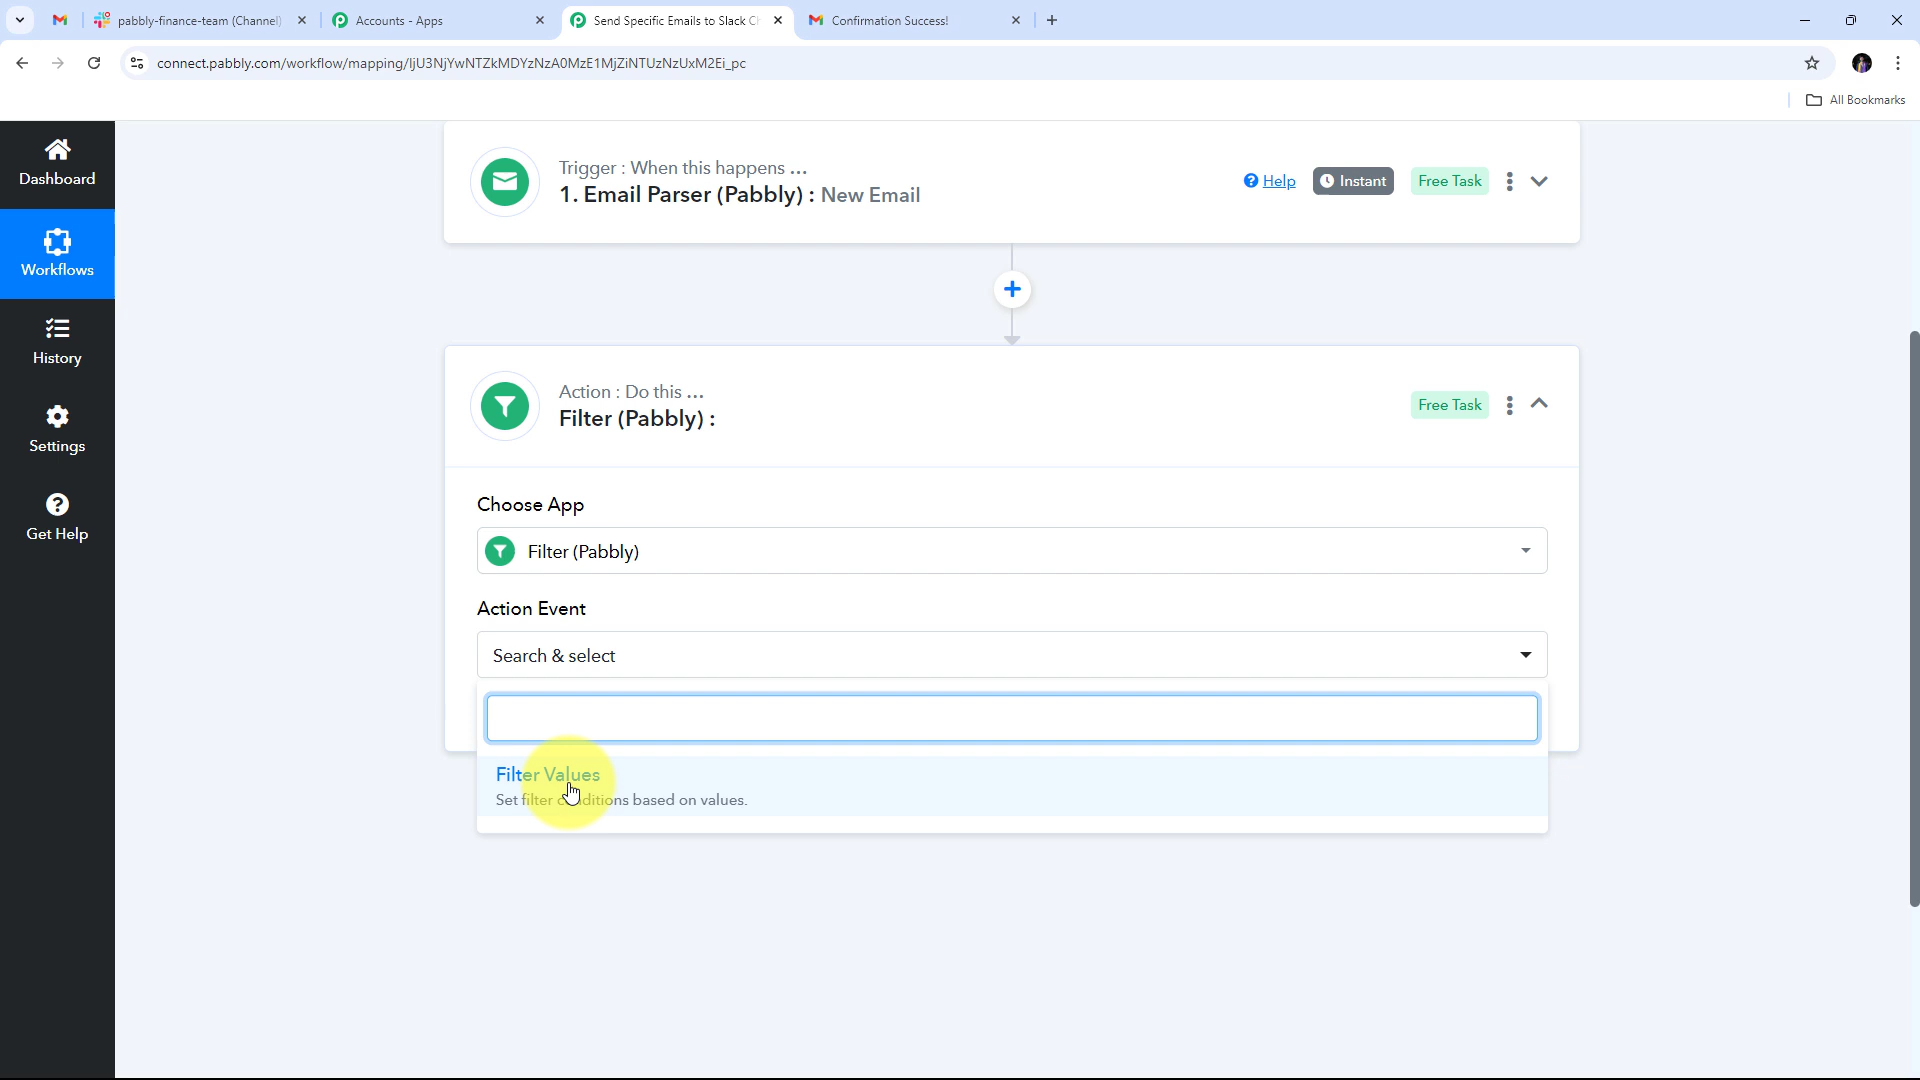 pabbly-finance-team (Channel)
Accounts - Apps
Send Specific Emails to Slack Ch
Confirmation Success!
connect.pabbly.com/workflow/mapping/IjU3NjYwNTZkMDYzNzA0MzE1MjZiNTUzNzUxM2Ei_pc
All Bookmarks
Dashboard
Workflows
History
Settings
Get Help
Trigger : When this happens ...
1. Email Parser (Pabbly) : New Email
Help
Instant
Free Task
Action : Do this ...
Filter (Pabbly) :
Free Task
Choose App
Filter (Pabbly)
Action Event
Search & select
Filter Values
Set filter conditions based on values.